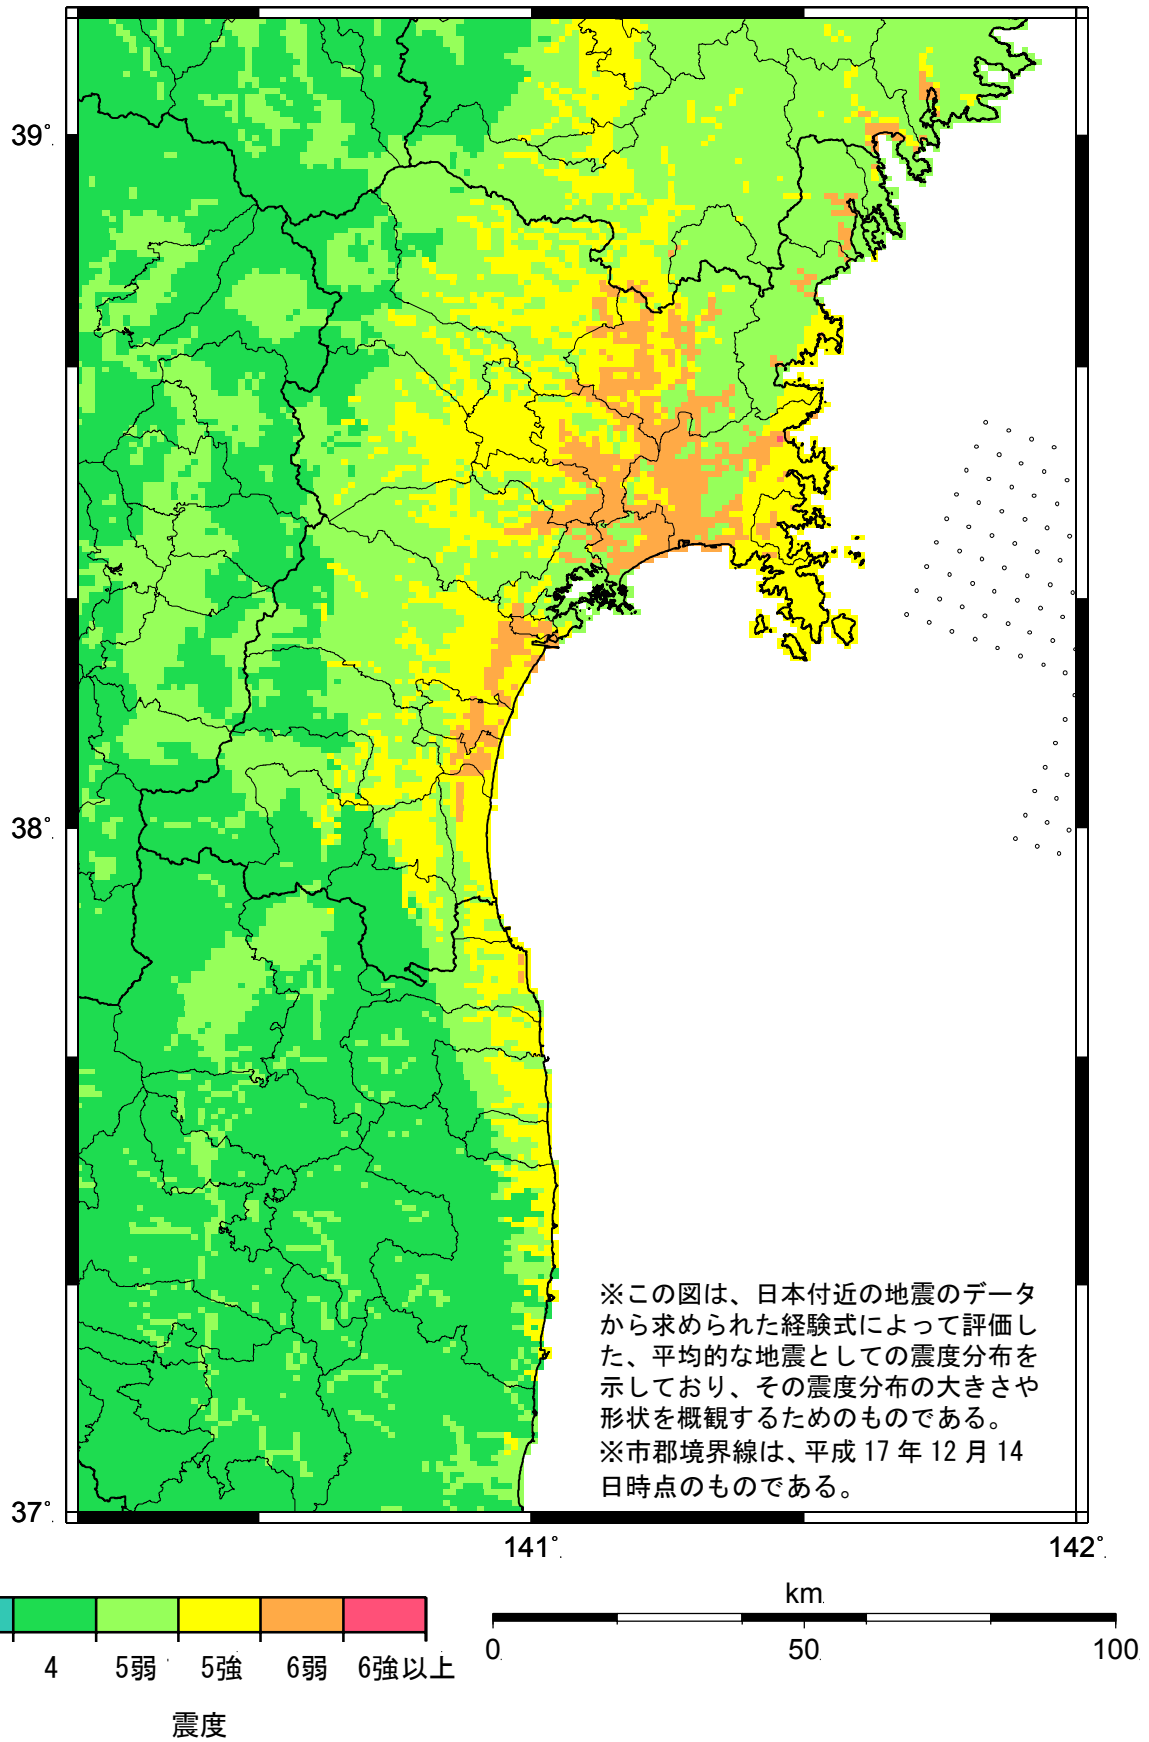 39°
38°
37°
※この図は、日本付近の地震のデータ
から求められた経験式によって評価し
た、平均的な地震としての震度分布を
示しており、その震度分布の大きさや
形状を概観するためのものである。
※市郡境界線は、平成 17 年 12 月 14
日時点のものである。
141° 142°
km
0 50 100
4 5弱 5強 6弱 6強以上
震度